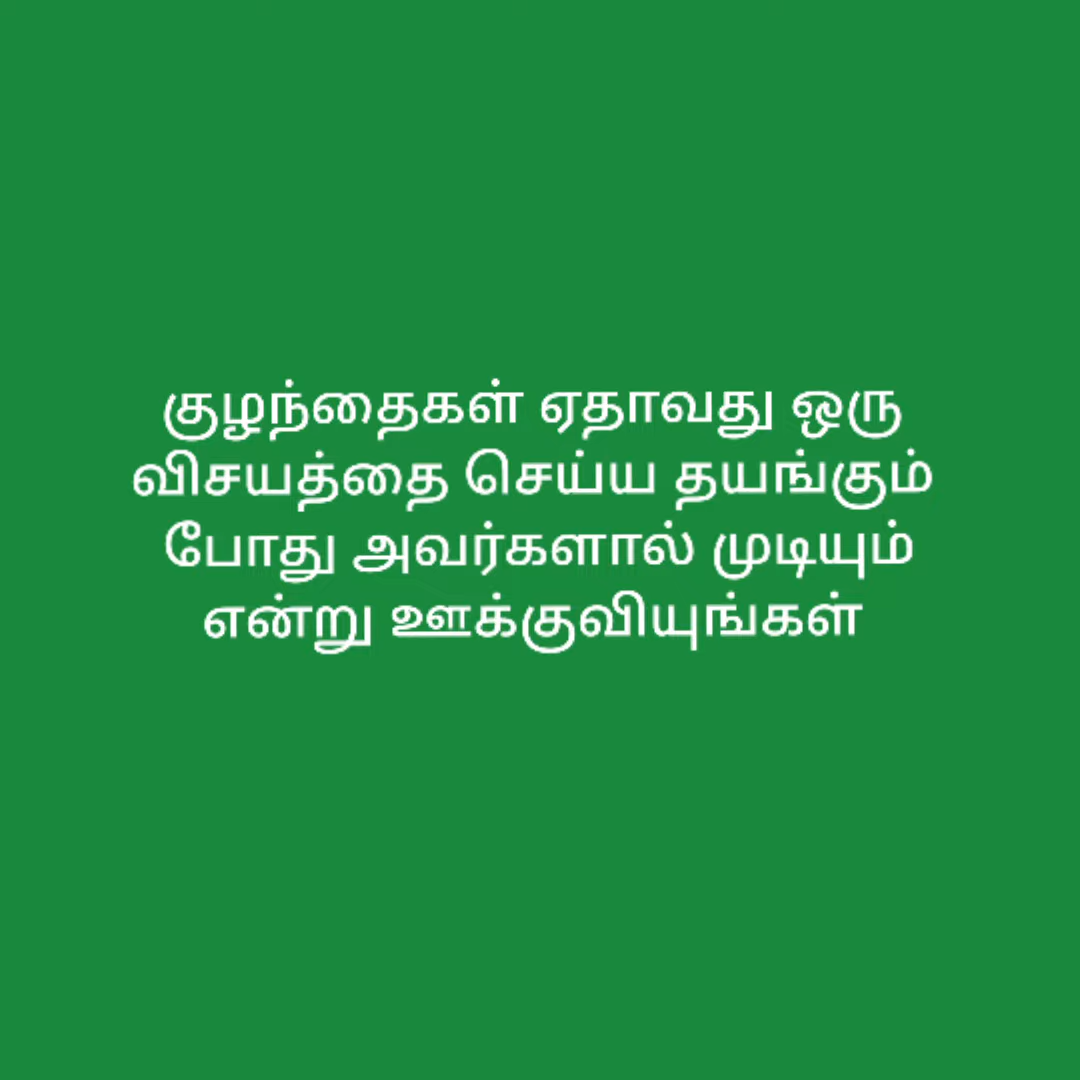 குழந்தைகள் ஏதாவது ஒரு
விசயத்தை செய்ய தயங்கும்
போது அவர்களால் முடியும்
என்று ஊக்குவியுங்கள்